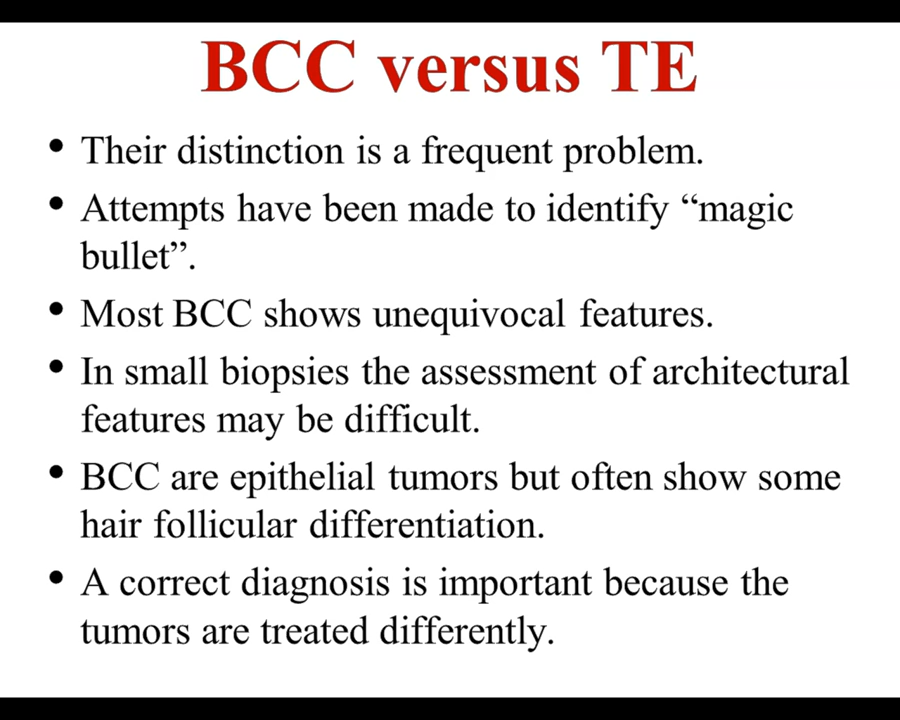 BCC versus TE
• Their distinction is a frequent problem.
• Attempts have been made to identify “magic
bullet”.
• Most BCC shows unequivocal features.
• In small biopsies the assessment of architectural
features may be difficult.
• BCC are epithelial tumors but often show some
hair follicular differentiation.
• A correct diagnosis is important because the
tumors are treated differently.